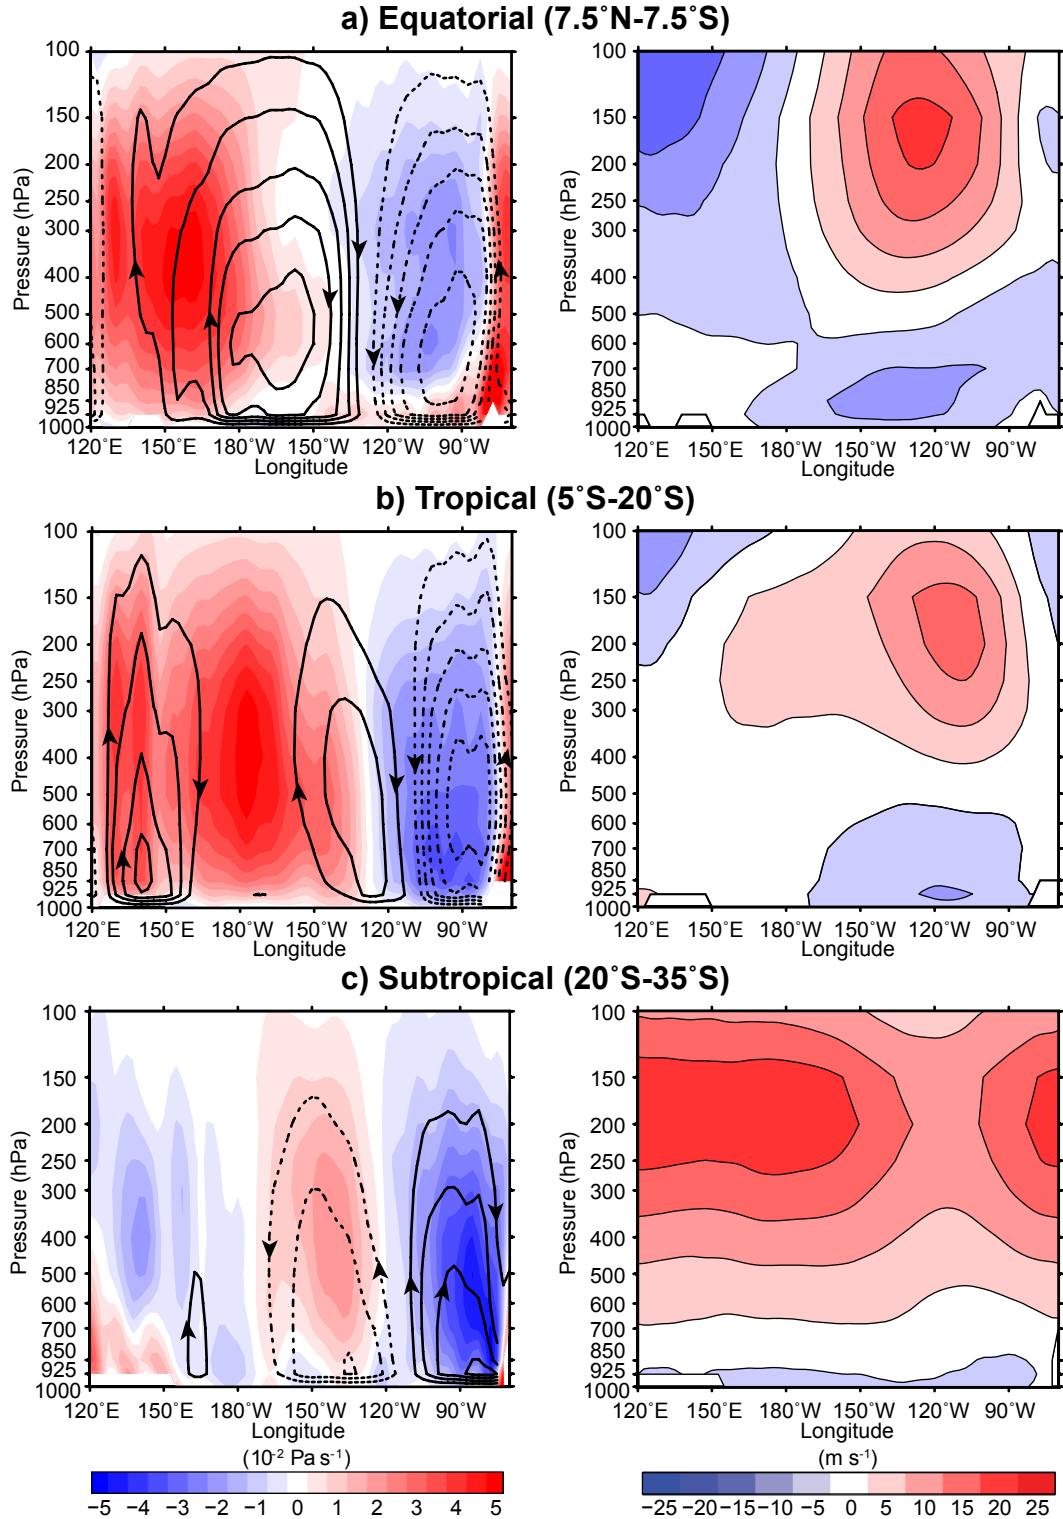 a) Equatorial (7.5˚N-7.5˚S)
100
150
200
250
300
400
500
600
700
850
925
1000
Pressure (hPa)
120˚E 150˚E 180˚W 150˚W 120˚W 90˚W
Longitude
100
150
200
250
300
400
500
600
700
850
925
1000
Pressure (hPa)
120˚E 150˚E 180˚W 150˚W 120˚W 90˚W
Longitude
b) Tropical (5˚S-20˚S)
100
150
200
250
300
400
500
600
700
850
925
1000
Pressure (hPa)
120˚E 150˚E 180˚W 150˚W 120˚W 90˚W
Longitude
100
150
200
250
300
400
500
600
700
850
925
1000
Pressure (hPa)
120˚E 150˚E 180˚W 150˚W 120˚W 90˚W
Longitude
c) Subtropical (20˚S-35˚S)
100
150
200
250
300
400
500
600
700
850
925
1000
Pressure (hPa)
120˚E 150˚E 180˚W 150˚W 120˚W 90˚W
Longitude
100
150
200
250
300
400
500
600
700
850
925
1000
Pressure (hPa)
120˚E 150˚E 180˚W 150˚W 120˚W 90˚W
Longitude
(10⁻² Pa s⁻¹)
−5 −4 −3 −2 −1 0 1 2 3 4 5
(m s⁻¹)
−25 −20 −15 −10 −5 0 5 10 15 20 25